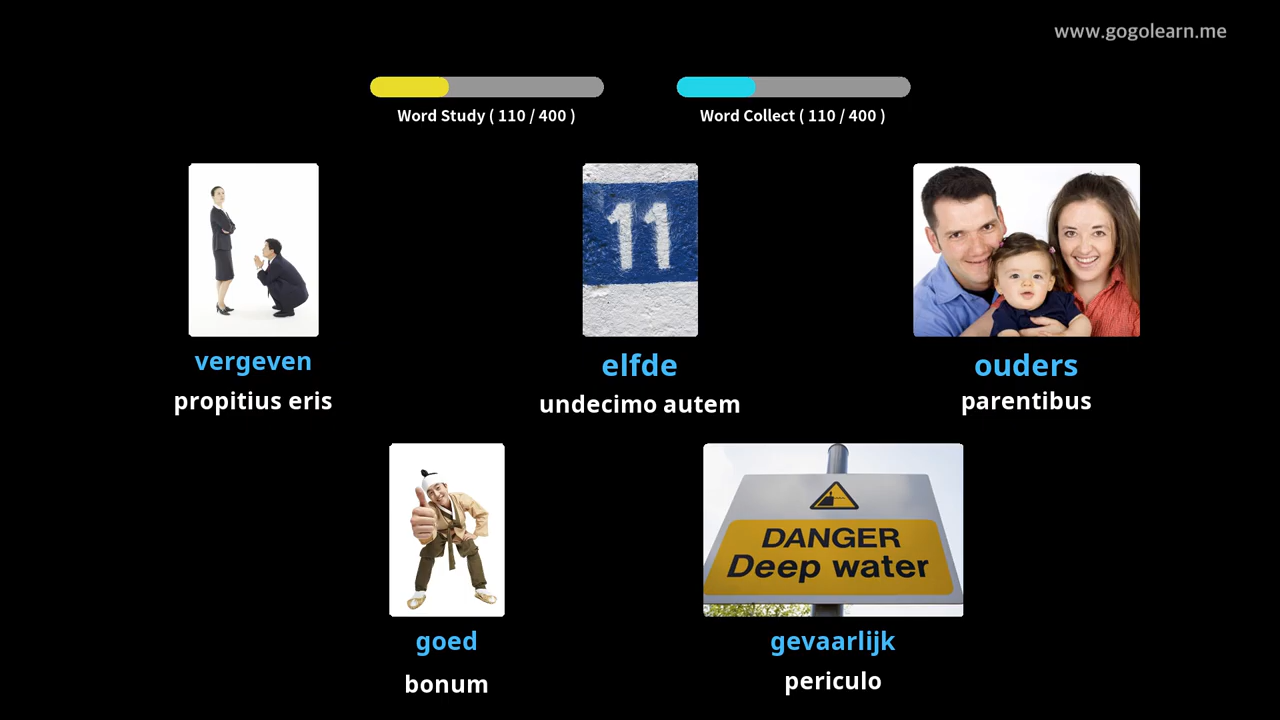 www.gogolearn.me
Word Study ( 110 / 400 )
Word Collect ( 110 / 400 )
11
vergeven
propitius eris
elfde
undecimo autem
ouders
parentibus
DANGER
Deep water
goed
bonum
gevaarlijk
periculo